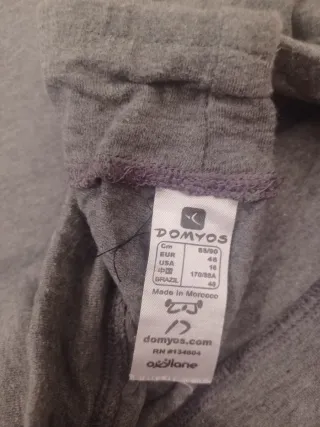 DOMYOS
Cm 85/90
EUR 46
USA 16
中国 170/88A
BRAZIL 48
Made in Morocco
domyos.com
RN #134604
oxylane